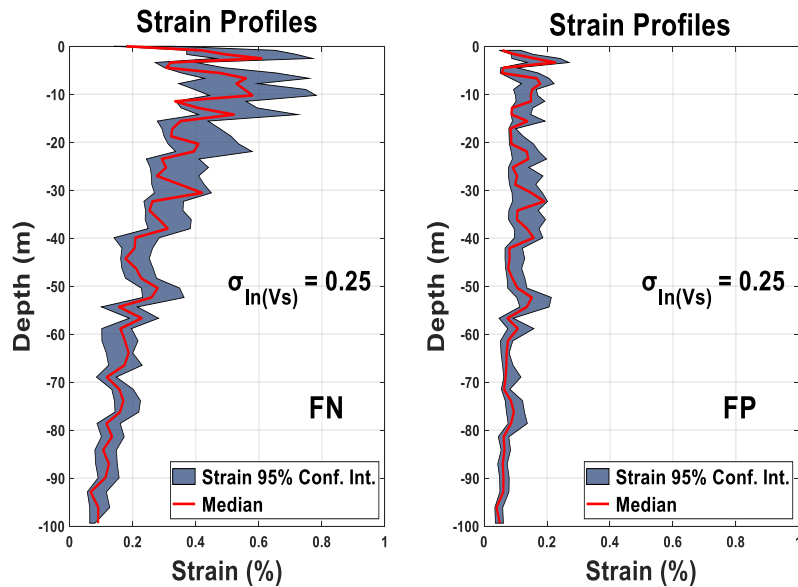 Strain Profiles
0
-10
-20
-30
-40
-50
-60
-70
-80
-90
-100
Depth (m)
σln(Vs) = 0.25
FN
Strain 95% Conf. Int.
Median
0 0.2 0.4 0.6 0.8 1
Strain (%)
Strain Profiles
0
-10
-20
-30
-40
-50
-60
-70
-80
-90
-100
Depth (m)
σln(Vs) = 0.25
FP
Strain 95% Conf. Int.
Median
0 0.2 0.4 0.6 0.8 1
Strain (%)